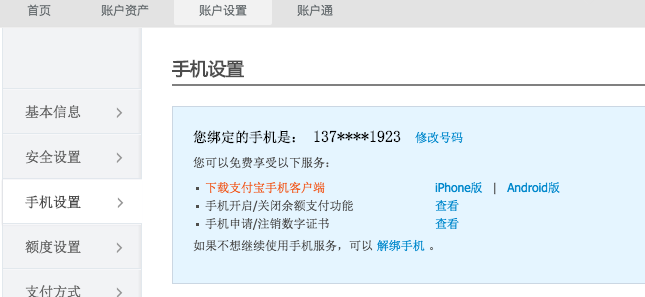 首页 账户资产 账户设置 账户通
手机设置
基本信息
安全设置
手机设置
额度设置
支付方式
您绑定的手机是： 137****1923 修改号码
您可以免费享受以下服务：
▪ 下载支付宝手机客户端 iPhone版 | Android版
▪ 手机开启/关闭余额支付功能 查看
▪ 手机申请/注销数字证书 查看
如果不想继续使用手机服务，可以 解绑手机 。